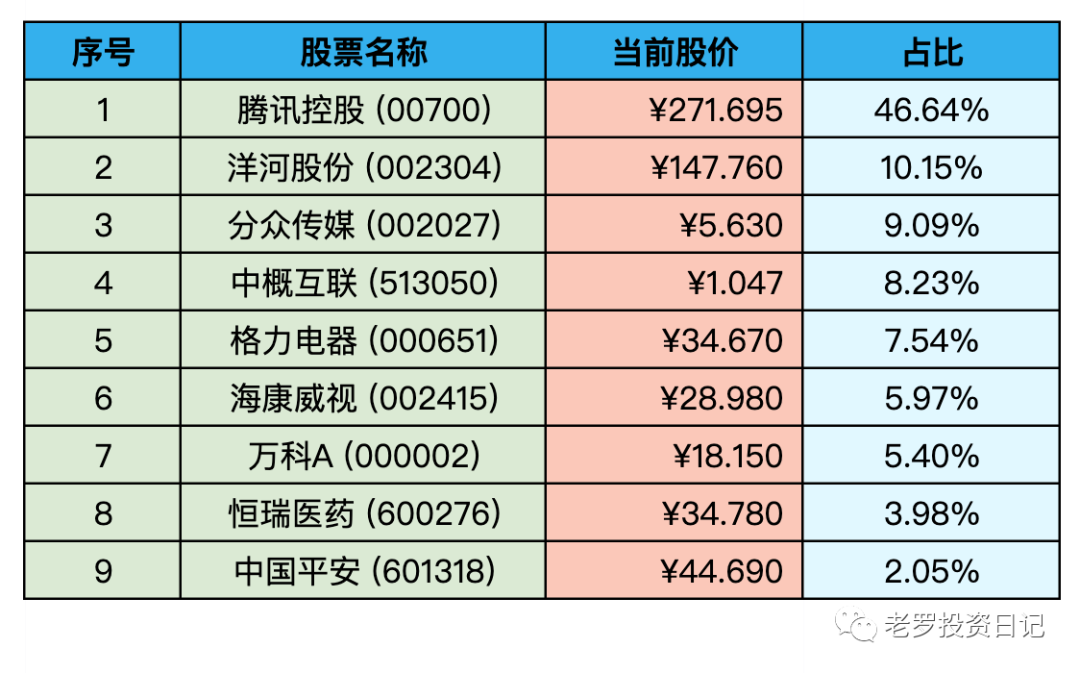 序号 股票名称 当前股价 占比
1 腾讯控股 (00700) ¥271.695 46.64%
2 洋河股份 (002304) ¥147.760 10.15%
3 分众传媒 (002027) ¥5.630 9.09%
4 中概互联 (513050) ¥1.047 8.23%
5 格力电器 (000651) ¥34.670 7.54%
6 海康威视 (002415) ¥28.980 5.97%
7 万科A (000002) ¥18.150 5.40%
8 恒瑞医药 (600276) ¥34.780 3.98%
9 中国平安 (601318) ¥44.690 2.05%
老罗投资日记